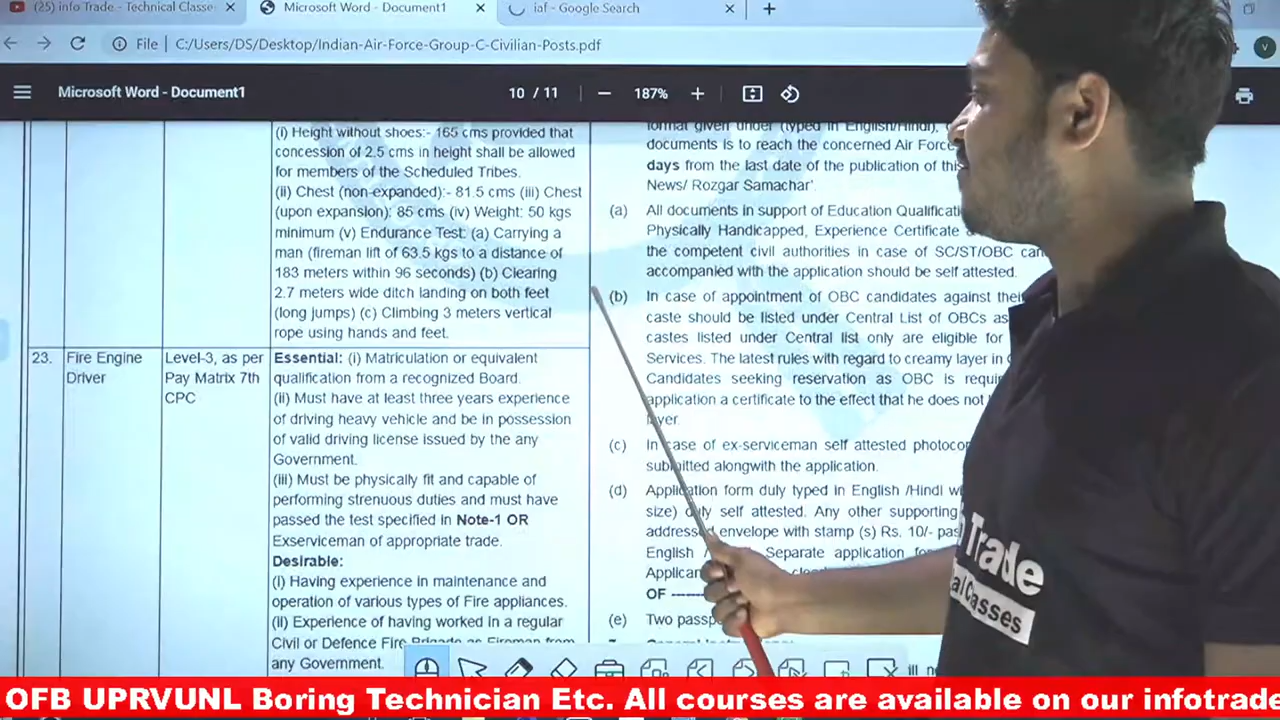 (25) info Trade - Technical Classe
Microsoft Word - Document1
iaf - Google Search
File
C:/Users/DS/Desktop/Indian-Air-Force-Group-C-Civilian-Posts.pdf
V
Microsoft Word - Document1
10 / 11
187%
(i) Height without shoes:- 165 cms provided that
concession of 2.5 cms in height shall be allowed
for members of the Scheduled Tribes.
(ii) Chest (non-expanded):- 81.5 cms (iii) Chest
(upon expansion): 85 cms (iv) Weight: 50 kgs
minimum (v) Endurance Test: (a) Carrying a
man (fireman lift of 63.5 kgs to a distance of
183 meters within 96 seconds) (b) Clearing
2.7 meters wide ditch landing on both feet
(long jumps) (c) Climbing 3 meters vertical
rope using hands and feet.
23.
Fire Engine
Driver
Level-3, as per
Pay Matrix 7th
CPC
Essential: (i) Matriculation or equivalent
qualification from a recognized Board.
(ii) Must have at least three years experience
of driving heavy vehicle and be in possession
of valid driving license issued by the any
Government.
(iii) Must be physically fit and capable of
performing strenuous duties and must have
passed the test specified in Note-1 OR
Exserviceman of appropriate trade.
Desirable:
(i) Having experience in maintenance and
operation of various types of Fire appliances.
(ii) Experience of having worked in a regular
Civil or Defence Fire Brigade as Fireman from
any Government.
format given under (typed in English/Hindi),
documents is to reach the concerned Air Force
days from the last date of the publication of this
News/ Rozgar Samachar'.
(a) All documents in support of Education
Physically Handicapped, Experience Certificate
the competent civil authorities in case of SC/ST/OBC
accompanied with the application should be self attested.
(b) In case of appointment of OBC candidates against
caste should be listed under Central List of OBCs as
castes listed under Central list only are eligible for
Services. The latest rules with regard to creamy layer in
Candidates seeking reservation as OBC is
application a certificate to the effect that he does not
layer.
(c) In case of ex-serviceman self attested
submitted alongwith the application.
(d) Application form duly typed in English /Hindi
size) duly self attested. Any other supporting
addressed envelope with stamp (s) Rs. 10/-
English Separate application
OF
(e) Two
Trade
Classes
OFB UPRVUNL Boring Technician Etc. All courses are available on our infotrade